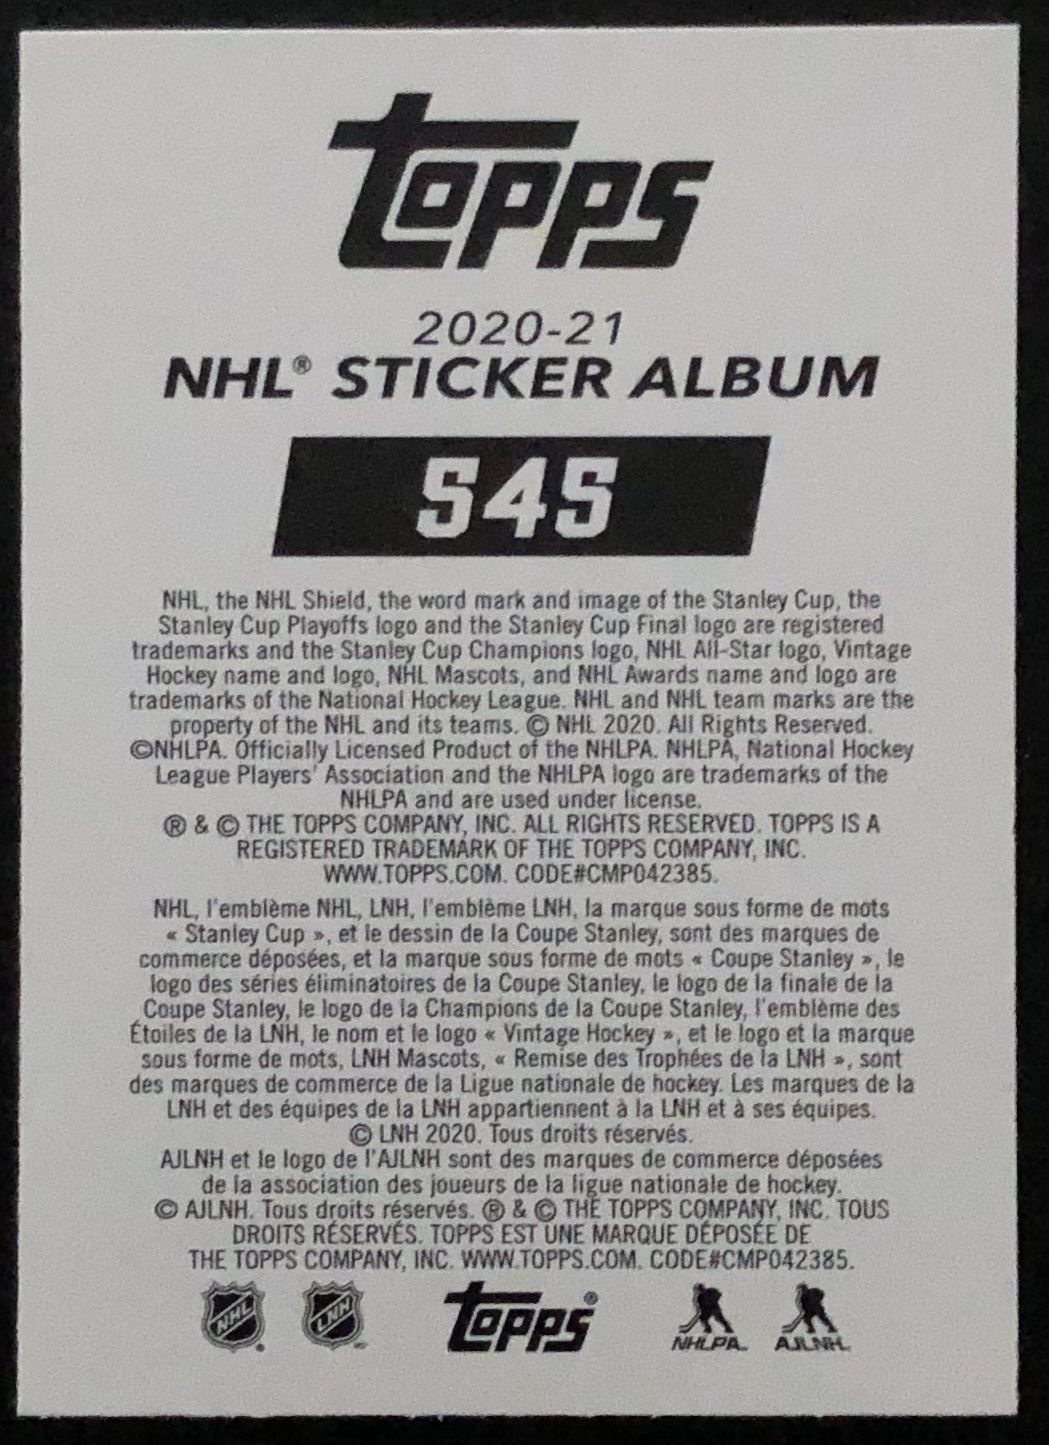 topps
2020-21
NHL® STICKER ALBUM
545
NHL, the NHL Shield, the word mark and image of the Stanley Cup, the
Stanley Cup Playoffs logo and the Stanley Cup Final logo are registered
trademarks and the Stanley Cup Champions logo, NHL All-Star logo, Vintage
Hockey name and logo, NHL Mascots, and NHL Awards name and logo are
trademarks of the National Hockey League. NHL and NHL team marks are the
property of the NHL and its teams. © NHL 2020. All Rights Reserved.
©NHLPA. Officially Licensed Product of the NHLPA. NHLPA, National Hockey
League Players' Association and the NHLPA logo are trademarks of the
NHLPA and are used under license.
® & © THE TOPPS COMPANY, INC. ALL RIGHTS RESERVED. TOPPS IS A
REGISTERED TRADEMARK OF THE TOPPS COMPANY, INC.
WWW.TOPPS.COM. CODE#CMP042385.
NHL, l'emblème NHL, LNH, l'emblème LNH, la marque sous forme de mots
« Stanley Cup », et le dessin de la Coupe Stanley, sont des marques de
commerce déposées, et la marque sous forme de mots « Coupe Stanley », le
logo des séries éliminatoires de la Coupe Stanley, le logo de la finale de la
Coupe Stanley, le logo de la Champions de la Coupe Stanley, l'emblème des
Étoiles de la LNH, le nom et le logo « Vintage Hockey », et le logo et la marque
sous forme de mots, LNH Mascots, « Remise des Trophées de la LNH », sont
des marques de commerce de la Ligue nationale de hockey. Les marques de la
LNH et des équipes de la LNH appartiennent à la LNH et à ses équipes.
© LNH 2020. Tous droits réservés.
AJLNH et le logo de l'AJLNH sont des marques de commerce déposées
de la association des joueurs de la ligue nationale de hockey.
© AJLNH. Tous droits réservés. ® & © THE TOPPS COMPANY, INC. TOUS
DROITS RÉSERVÉS. TOPPS EST UNE MARQUE DÉPOSÉE DE
THE TOPPS COMPANY, INC. WWW.TOPPS.COM. CODE#CMP042385.
NHL LNH topps® NHLPA AJLNH